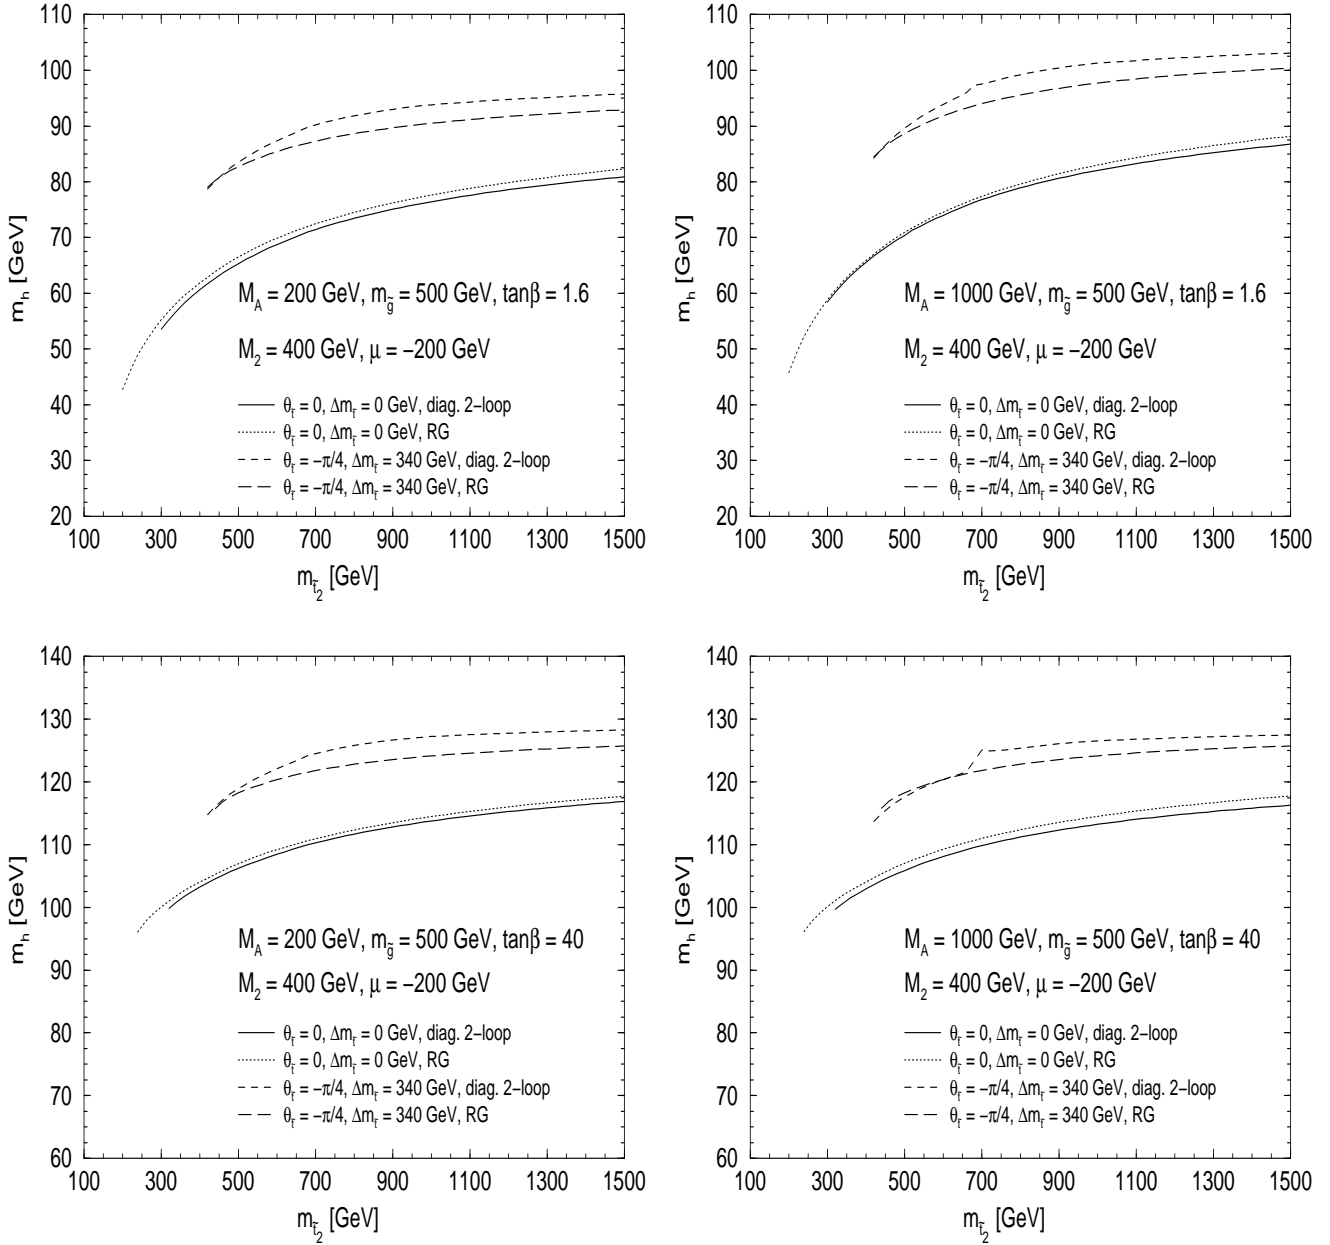 110
100
90
80
70
60
50
40
30
20
m_h [GeV]
M_A = 200 GeV, m_g̃ = 500 GeV, tanβ = 1.6
M_2 = 400 GeV, μ = −200 GeV
θ_t̃ = 0, Δm_t̃ = 0 GeV, diag. 2−loop
θ_t̃ = 0, Δm_t̃ = 0 GeV, RG
θ_t̃ = −π/4, Δm_t̃ = 340 GeV, diag. 2−loop
θ_t̃ = −π/4, Δm_t̃ = 340 GeV, RG
100 300 500 700 900 1100 1300 1500
m_t̃_2 [GeV]
110
100
90
80
70
60
50
40
30
20
m_h [GeV]
M_A = 1000 GeV, m_g̃ = 500 GeV, tanβ = 1.6
M_2 = 400 GeV, μ = −200 GeV
θ_t̃ = 0, Δm_t̃ = 0 GeV, diag. 2−loop
θ_t̃ = 0, Δm_t̃ = 0 GeV, RG
θ_t̃ = −π/4, Δm_t̃ = 340 GeV, diag. 2−loop
θ_t̃ = −π/4, Δm_t̃ = 340 GeV, RG
100 300 500 700 900 1100 1300 1500
m_t̃_2 [GeV]
140
130
120
110
100
90
80
70
60
m_h [GeV]
M_A = 200 GeV, m_g̃ = 500 GeV, tanβ = 40
M_2 = 400 GeV, μ = −200 GeV
θ_t̃ = 0, Δm_t̃ = 0 GeV, diag. 2−loop
θ_t̃ = 0, Δm_t̃ = 0 GeV, RG
θ_t̃ = −π/4, Δm_t̃ = 340 GeV, diag. 2−loop
θ_t̃ = −π/4, Δm_t̃ = 340 GeV, RG
100 300 500 700 900 1100 1300 1500
m_t̃_2 [GeV]
140
130
120
110
100
90
80
70
60
m_h [GeV]
M_A = 1000 GeV, m_g̃ = 500 GeV, tanβ = 40
M_2 = 400 GeV, μ = −200 GeV
θ_t̃ = 0, Δm_t̃ = 0 GeV, diag. 2−loop
θ_t̃ = 0, Δm_t̃ = 0 GeV, RG
θ_t̃ = −π/4, Δm_t̃ = 340 GeV, diag. 2−loop
θ_t̃ = −π/4, Δm_t̃ = 340 GeV, RG
100 300 500 700 900 1100 1300 1500
m_t̃_2 [GeV]